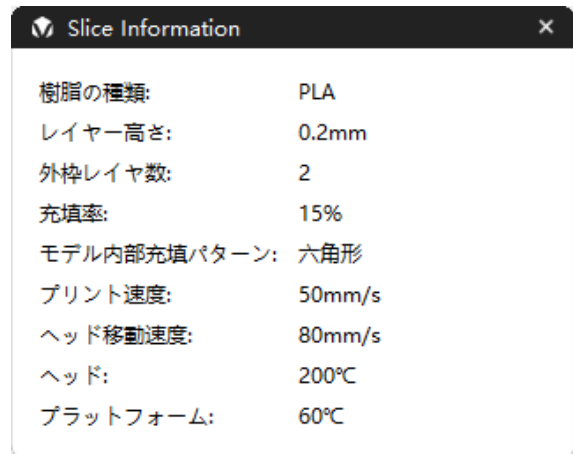 Slice Information
樹脂の種類: PLA
レイヤー高さ: 0.2mm
外枠レイヤ数: 2
充填率: 15%
モデル内部充填パターン: 六角形
プリント速度: 50mm/s
ヘッド移動速度: 80mm/s
ヘッド: 200℃
プラットフォーム: 60℃